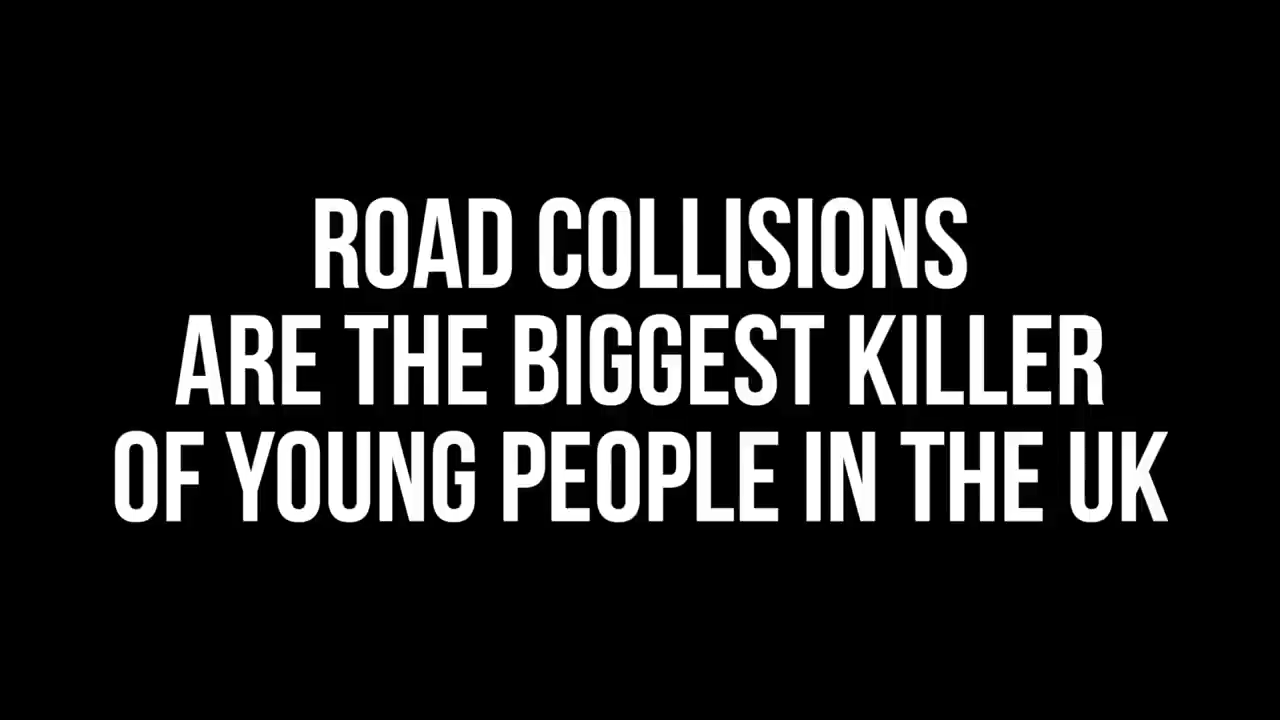 ROAD COLLISIONS
ARE THE BIGGEST KILLER
OF YOUNG PEOPLE IN THE UK